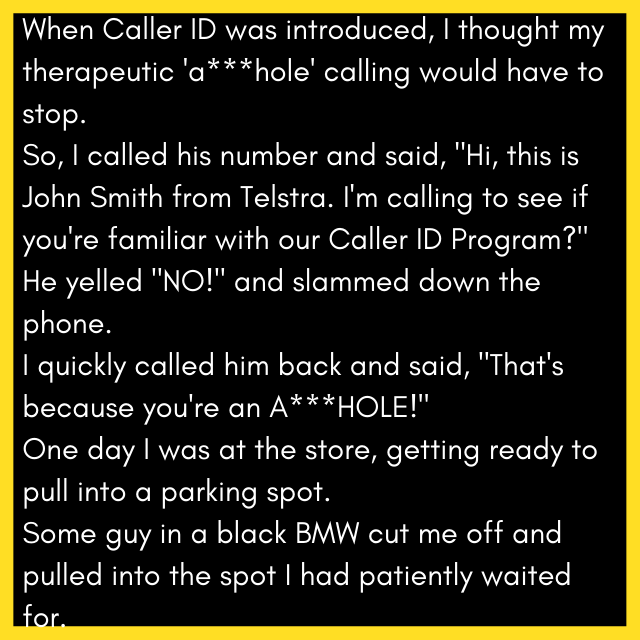 When Caller ID was introduced, I thought my
therapeutic 'a***hole' calling would have to
stop.
So, I called his number and said, "Hi, this is
John Smith from Telstra. I'm calling to see if
you're familiar with our Caller ID Program?"
He yelled "NO!" and slammed down the
phone.
I quickly called him back and said, "That's
because you're an A***HOLE!"
One day I was at the store, getting ready to
pull into a parking spot.
Some guy in a black BMW cut me off and
pulled into the spot I had patiently waited
for.